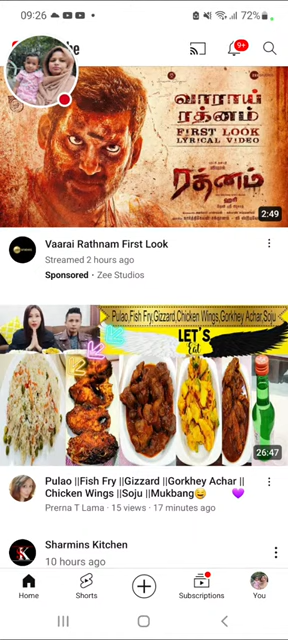 09:26
72%
be
9+
வாராய்
ரத்னம்
FIRST LOOK
LYRICAL VIDEO
ரத்னம்
ஹரி
2:49
Vaarai Rathnam First Look
Streamed 2 hours ago
Sponsored · Zee Studios
Pulao,Fish Fry,Gizzard,Chicken Wings,Gorkhey Achar,Soju
LET'S
Eat
26:47
Pulao ||Fish Fry ||Gizzard ||Gorkhey Achar ||
Chicken Wings ||Soju ||Mukbang😋 💜
Prerna T Lama · 15 views · 17 minutes ago
Sharmins Kitchen
10 hours ago
Home
Shorts
Subscriptions
You